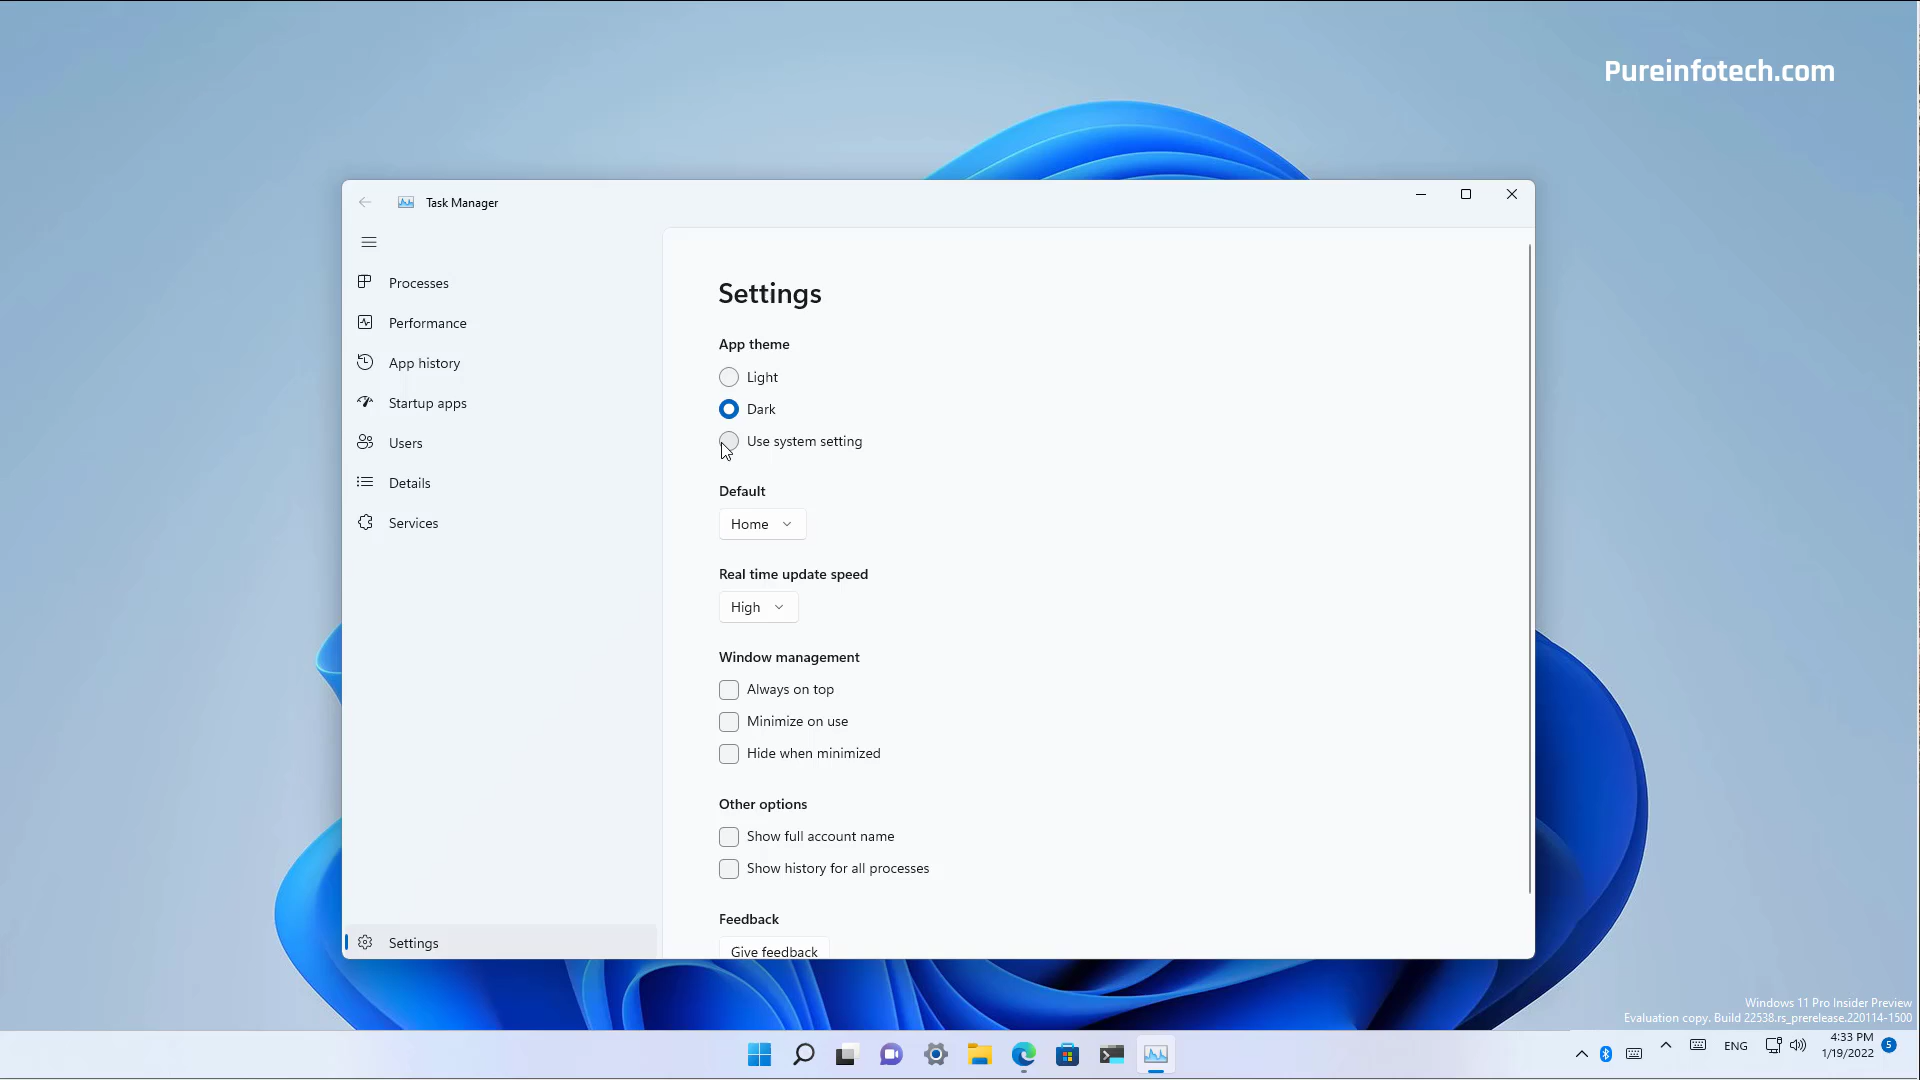 Pureinfotech.com
Task Manager
Processes
Performance
App history
Startup apps
Users
Details
Services
Settings
Settings
App theme
Light
Dark
Use system setting
Default
Home
Real time update speed
High
Window management
Always on top
Minimize on use
Hide when minimized
Other options
Show full account name
Show history for all processes
Feedback
Give feedback
Windows 11 Pro Insider Preview
Evaluation copy. Build 22538.rs_prerelease.220114-1500
ENG
4:33 PM
1/19/2022
5